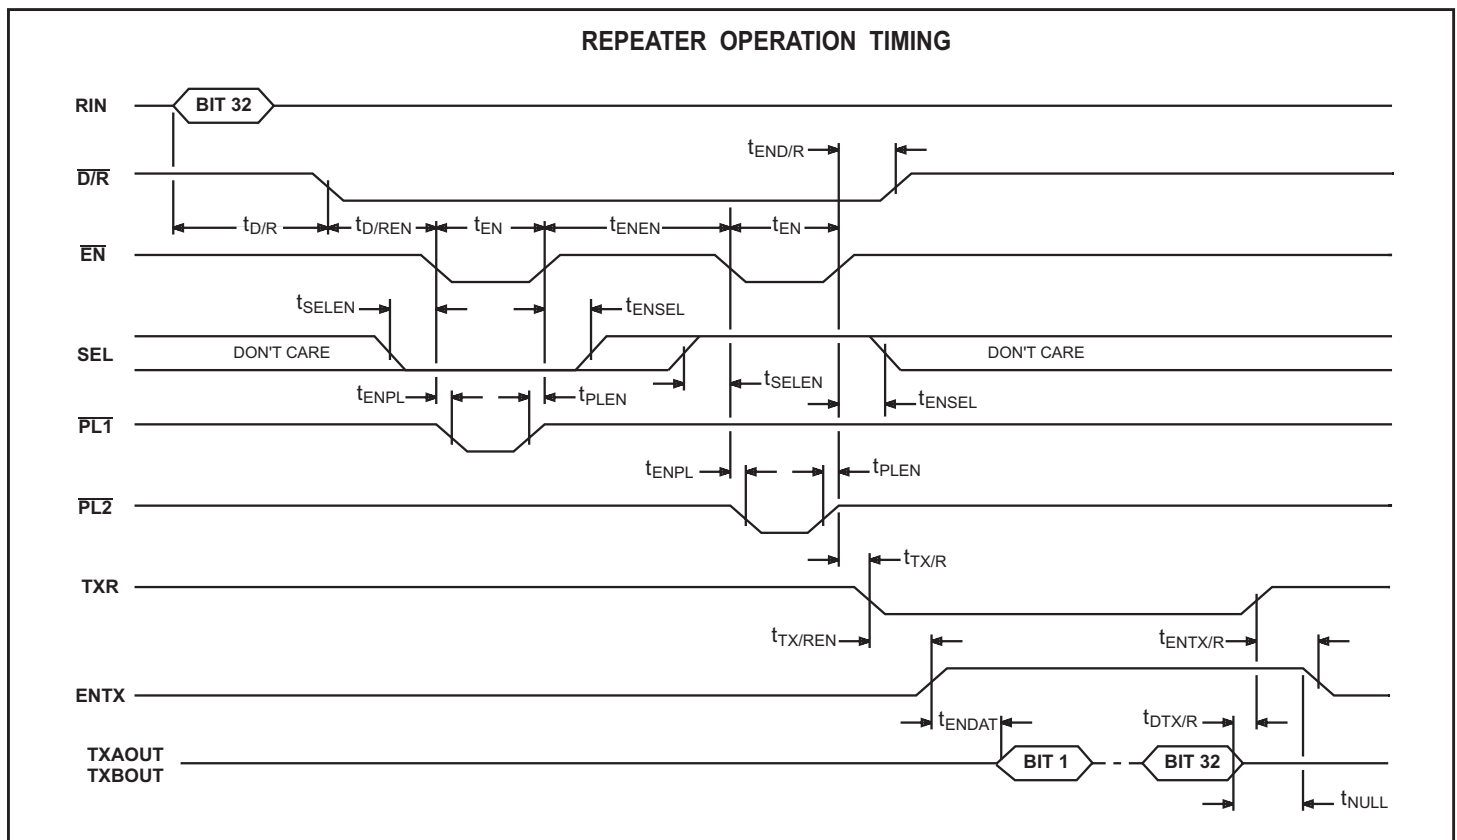 REPEATER OPERATION TIMING
RIN
BIT 32
tEND/R
D/R
tD/R
tD/REN
tEN
tENEN
tEN
EN
tSELEN
tENSEL
SEL
DON'T CARE
DON'T CARE
tSELEN
tENPL
tPLEN
tENSEL
PL1
tENPL
tPLEN
PL2
tTX/R
TXR
tTX/REN
tENTX/R
ENTX
tENDAT
tDTX/R
TXAOUT
TXBOUT
BIT 1
BIT 32
tNULL